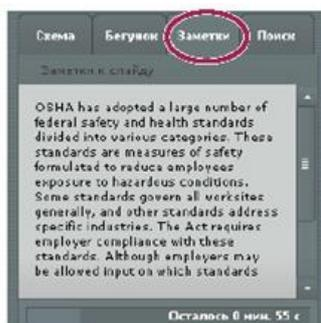 Схема Бегунок Заметки Поиск
Заметки к слайду
OSHA has adopted a large number of
federal safety and health standards
divided into various categories. These
standards are measures of safety
formulated to reduce employees
exposure to hazardous conditions.
Some standards govern all worksites
generally, and other standards address
specific industries. The Act requires
employer compliance with these
standards. Although employers may
be allowed input on which standards
Осталось 0 мин. 55 с